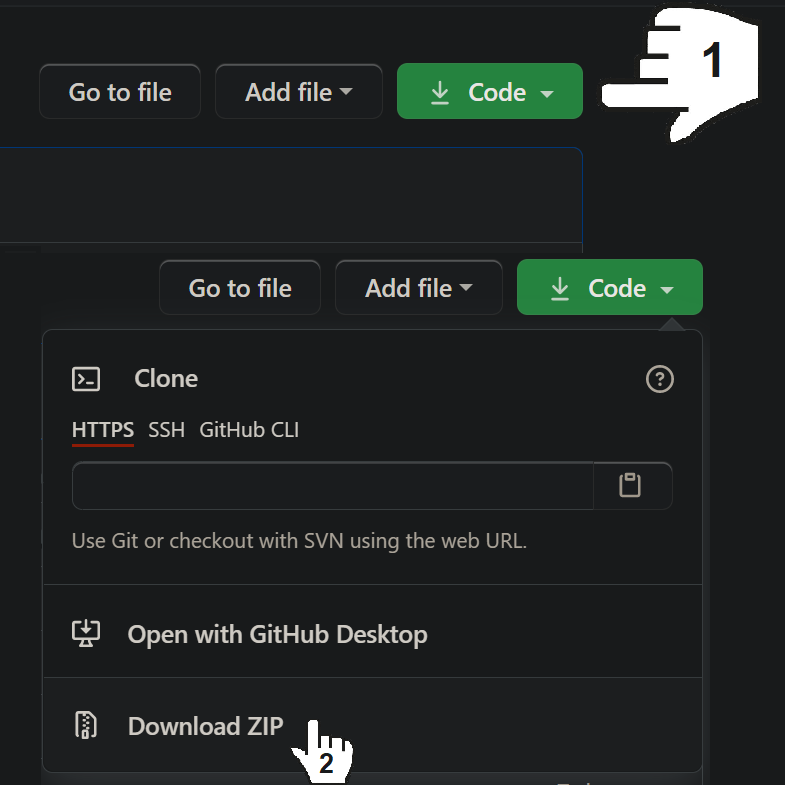 Go to file Add file Code 1
Go to file Add file Code
Clone
HTTPS SSH GitHub CLI
Use Git or checkout with SVN using the web URL.
Open with GitHub Desktop
Download ZIP
2